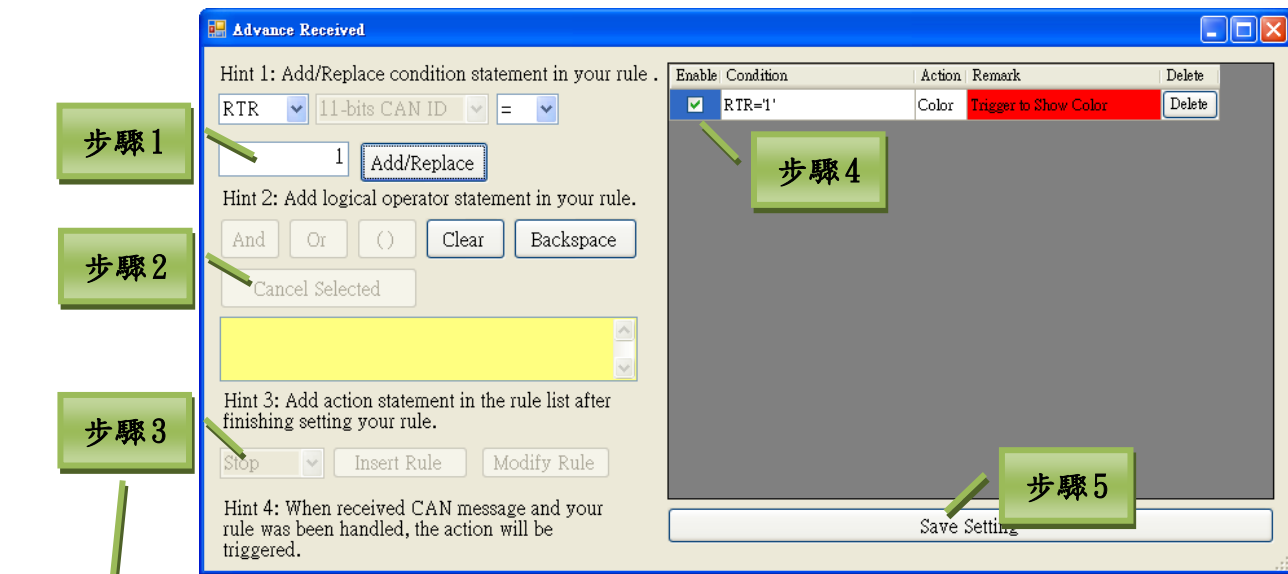 Advance Received
Hint 1: Add/Replace condition statement in your rule .
RTR 11-bits CAN ID =
1 Add/Replace
Hint 2: Add logical operator statement in your rule.
And Or () Clear Backspace
Cancel Selected
Hint 3: Add action statement in the rule list after
finishing setting your rule.
Stop Insert Rule Modify Rule
Hint 4: When received CAN message and your
rule was been handled, the action will be
triggered.
Enable Condition Action Remark Delete
RTR='1' Color Trigger to Show Color Delete
Save Setting
步驟1
步驟2
步驟3
步驟4
步驟5